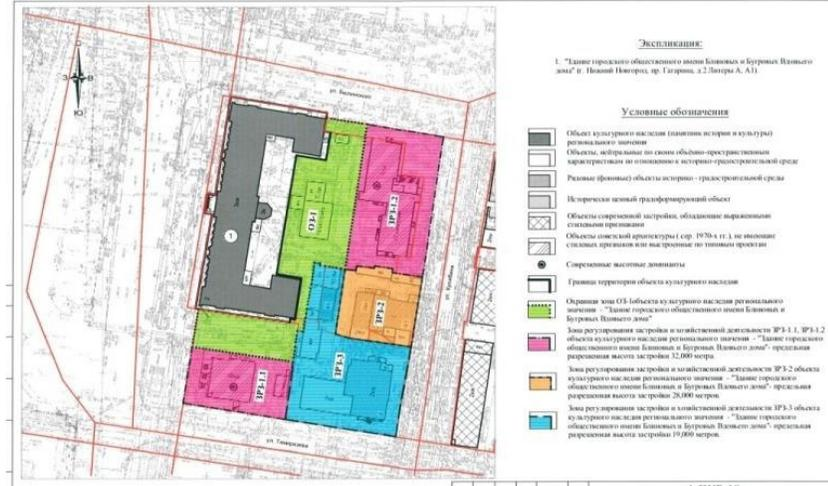 С
З
В
Ю
ул. Белинского
ОЗ-1
ЗРЗ-1.2
1
ЗРЗ-2
ЗРЗ-3
ЗРЗ-1.1
ул. Тимирязева
Экспликация:
1. "Здание городского общественного имени Блиновых и Бугровых Вдовьего
дома" (г. Нижний Новгород, пр. Гагарина, д.2 Литеры А, А1)
Условные обозначения
Объект культурного наследия (памятник истории и культуры)
регионального значения
Объекты, нейтральные по своим объёмно-пространственным
характеристикам по отношению к историко-градостроительной среде
Рядовые (фоновые) объекты историко - градостроительной среды
Исторически ценный градоформирующий объект
Объекты современной застройки, обладающие выраженными
стилевыми признаками
Объекты советской архитектуры ( сер. 1970-х гг.), не имеющие
стилевых признаков или выстроенные по типовым проектам
Современные высотные доминанты
Граница территории объекта культурного наследия
Охранная зона ОЗ-1объекта культурного наследия регионального
значения - "Здание городского общественного имени Блиновых и
Бугровых Вдовьего дома"
Зона регулирования застройки и хозяйственной деятельности ЗРЗ-1.1, ЗРЗ-1.2
объекта культурного наследия регионального значения - "Здание городского
общественного имени Блиновых и Бугровых Вдовьего дома"- предельная
разрешенная высота застройки 32,000 метра.
Зона регулирования застройки и хозяйственной деятельности ЗРЗ-2 объекта
культурного наследия регионального значения - "Здание городского
общественного имени Блиновых и Бугровых Вдовьего дома"- предельная
разрешенная высота застройки 28,000 метров.
Зона регулирования застройки и хозяйственной деятельности ЗРЗ-3 объекта
культурного наследия регионального значения - "Здание городского
общественного имени Блиновых и Бугровых Вдовьего дома"- предельная
разрешенная высота застройки 19,000 метров.